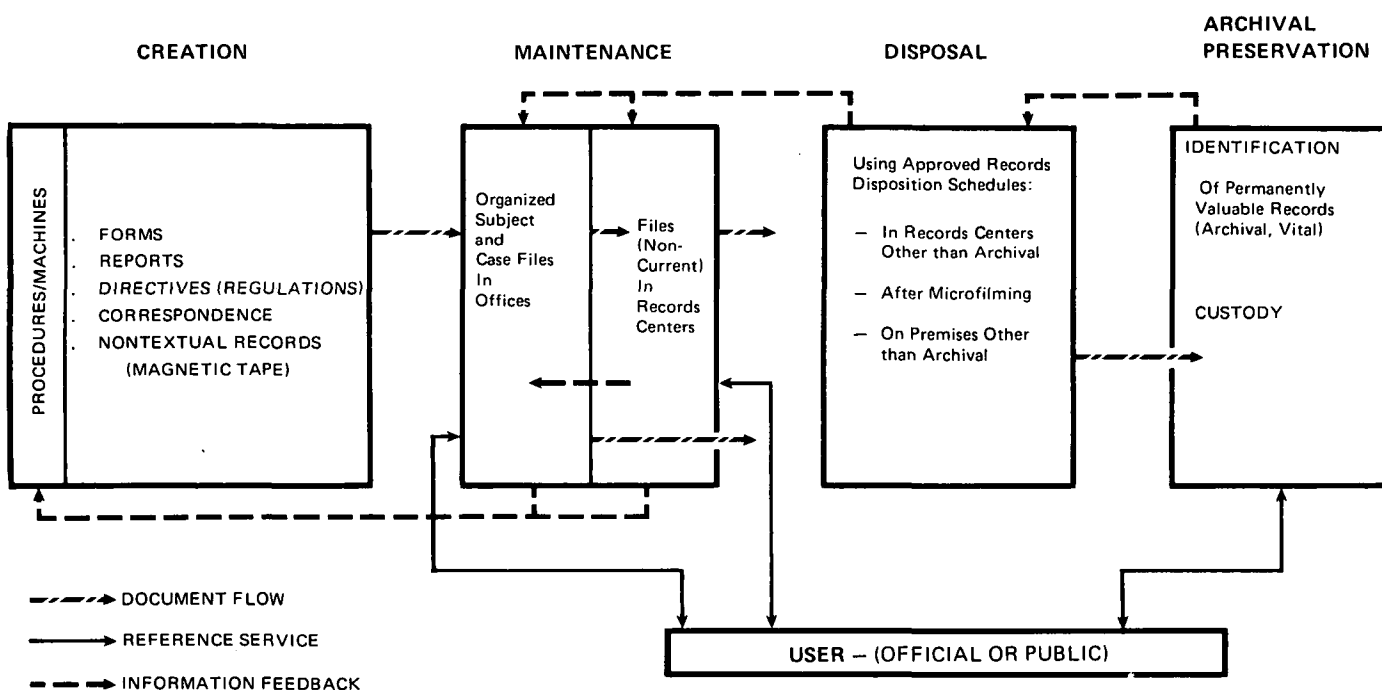 CREATION
MAINTENANCE
DISPOSAL
ARCHIVAL
PRESERVATION
PROCEDURES/MACHINES
. FORMS
. REPORTS
. DIRECTIVES (REGULATIONS)
. CORRESPONDENCE
. NONTEXTUAL RECORDS
(MAGNETIC TAPE)
Organized
Subject
and
Case Files
In
Offices
Files
(Non-
Current)
In
Records
Centers
Using Approved Records
Disposition Schedules:
– In Records Centers
Other than Archival
– After Microfilming
– On Premises Other
than Archival
IDENTIFICATION
Of Permanently
Valuable Records
(Archival, Vital)
CUSTODY
DOCUMENT FLOW
REFERENCE SERVICE
INFORMATION FEEDBACK
USER – (OFFICIAL OR PUBLIC)